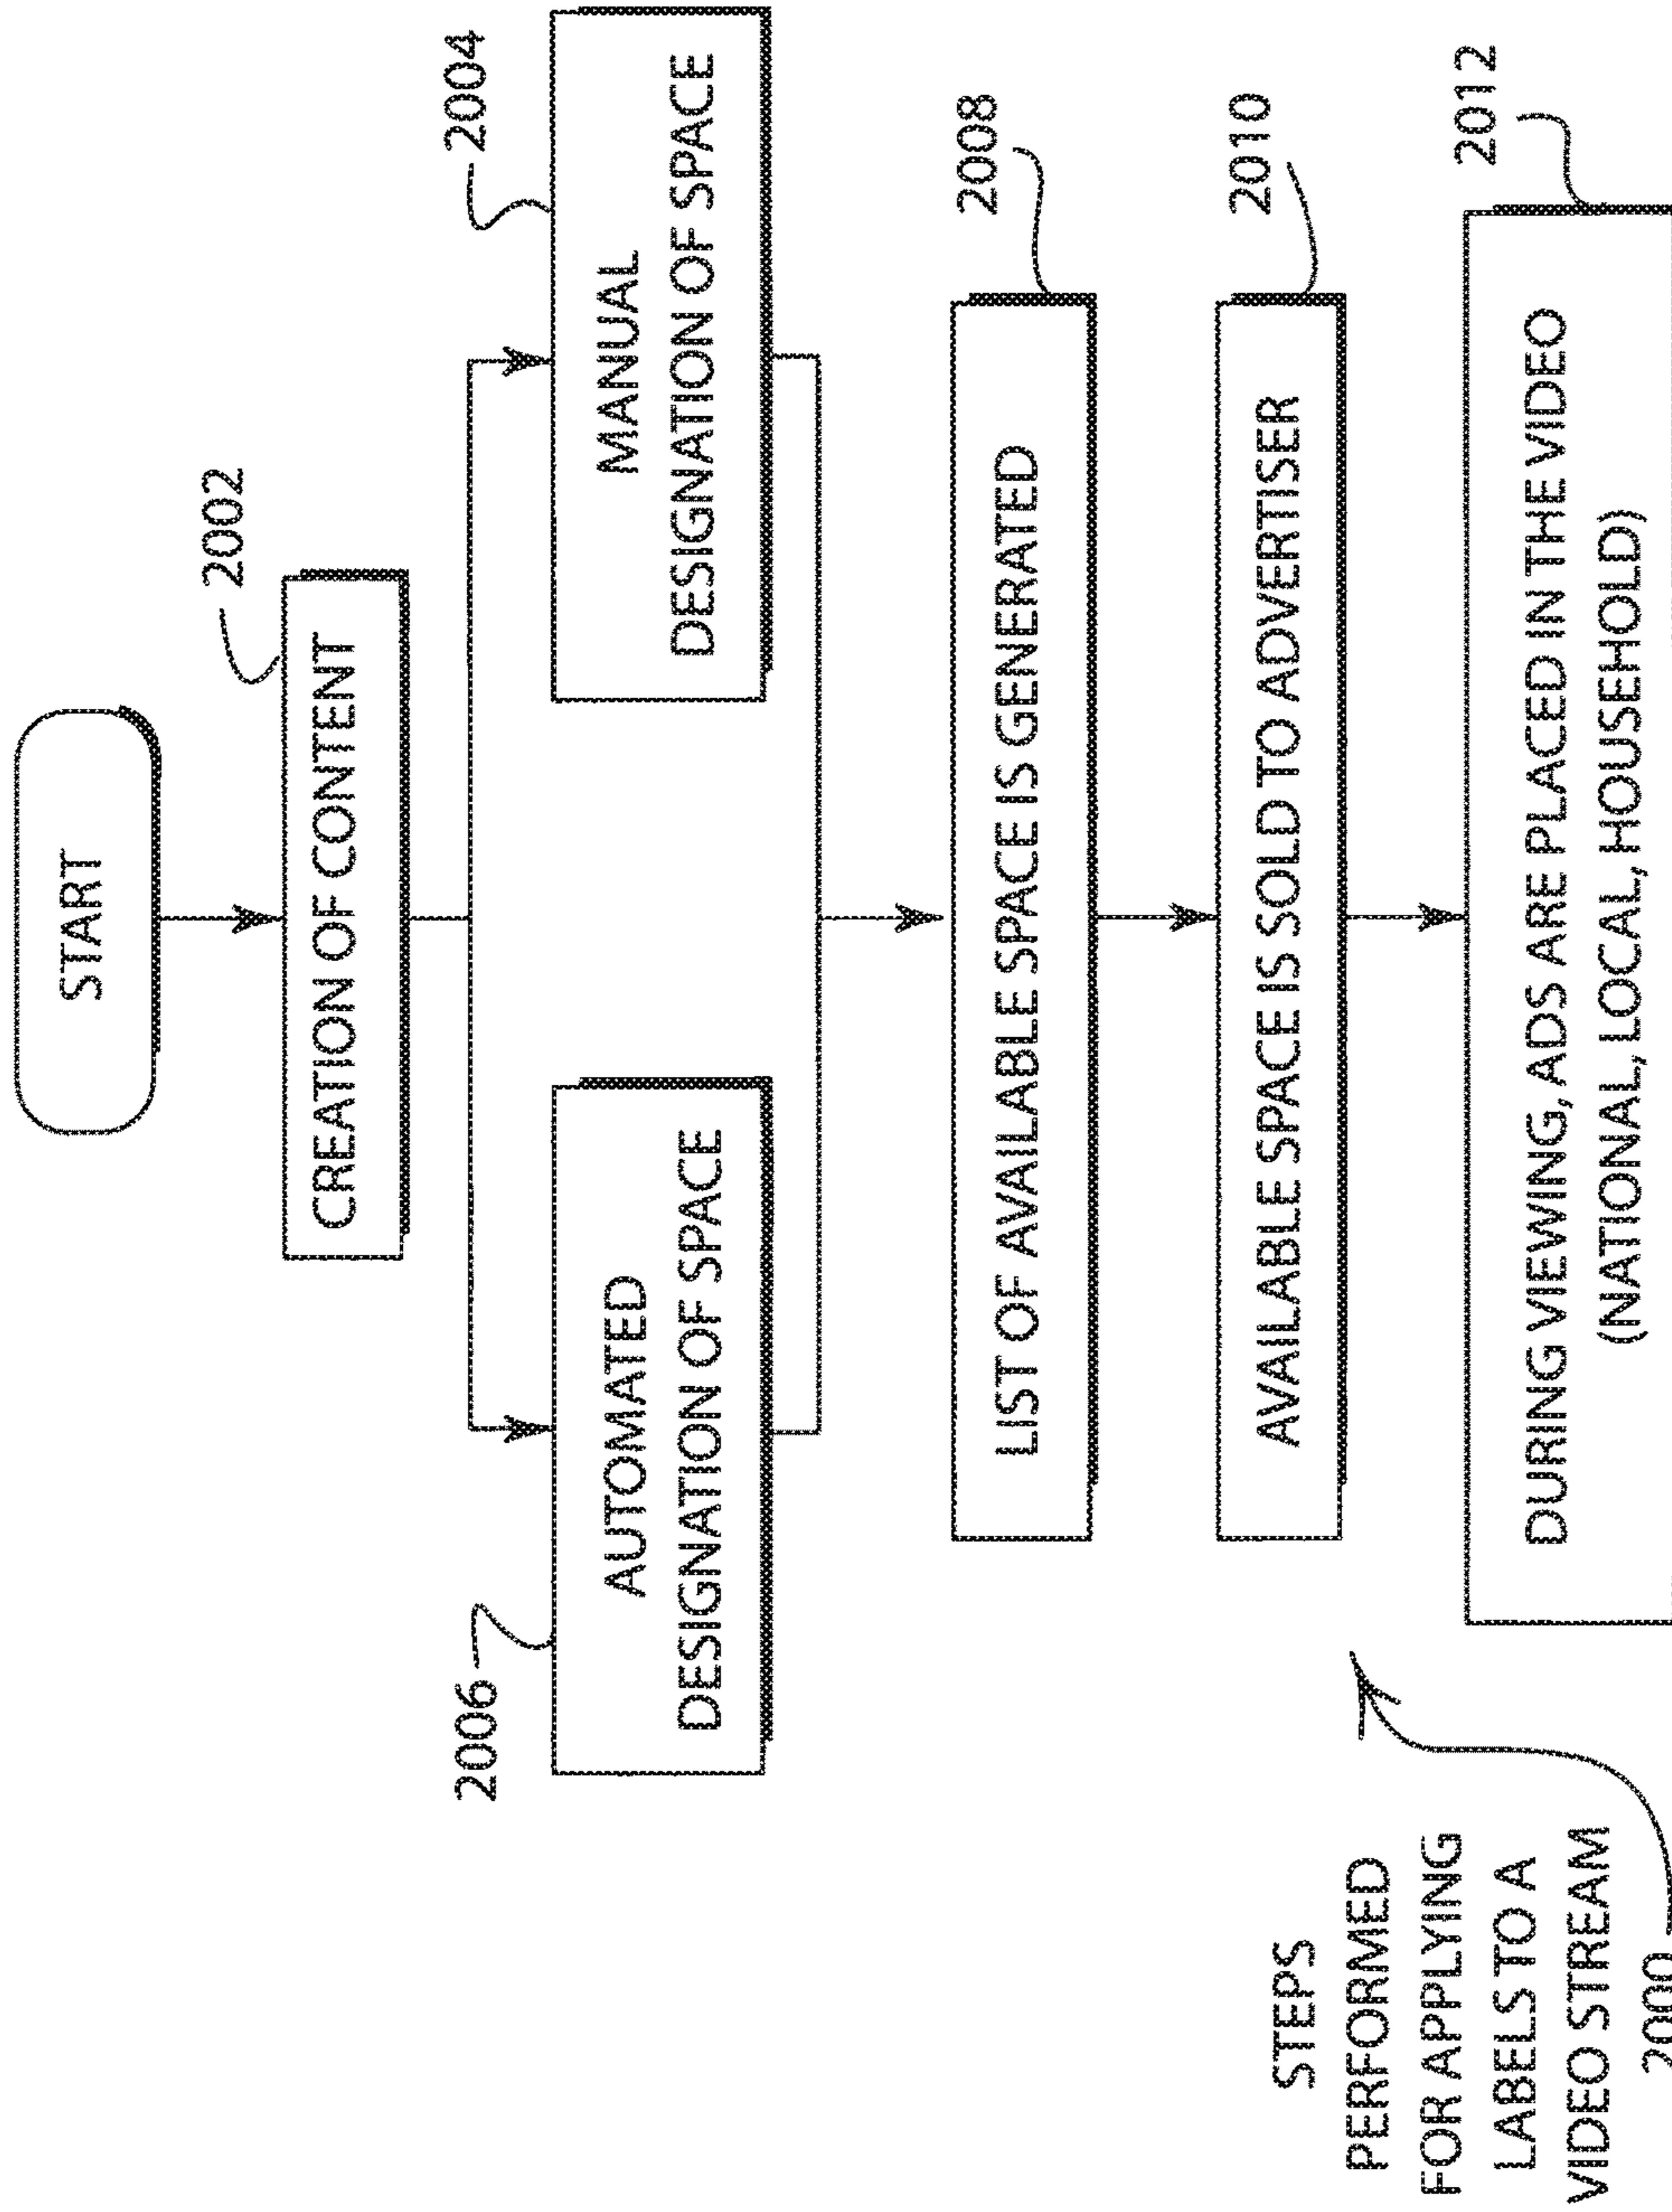 START
2002
CREATION OF CONTENT
2006
2004
AUTOMATED
DESIGNATION OF SPACE
MANUAL
DESIGNATION OF SPACE
2008
LIST OF AVAILABLE SPACE IS GENERATED
2010
AVAILABLE SPACE IS SOLD TO ADVERTISER
2012
DURING VIEWING, ADS ARE PLACED IN THE VIDEO
(NATIONAL, LOCAL, HOUSEHOLD)
STEPS
PERFORMED
FOR APPLYING
LABELS TO A
VIDEO STREAM
2000